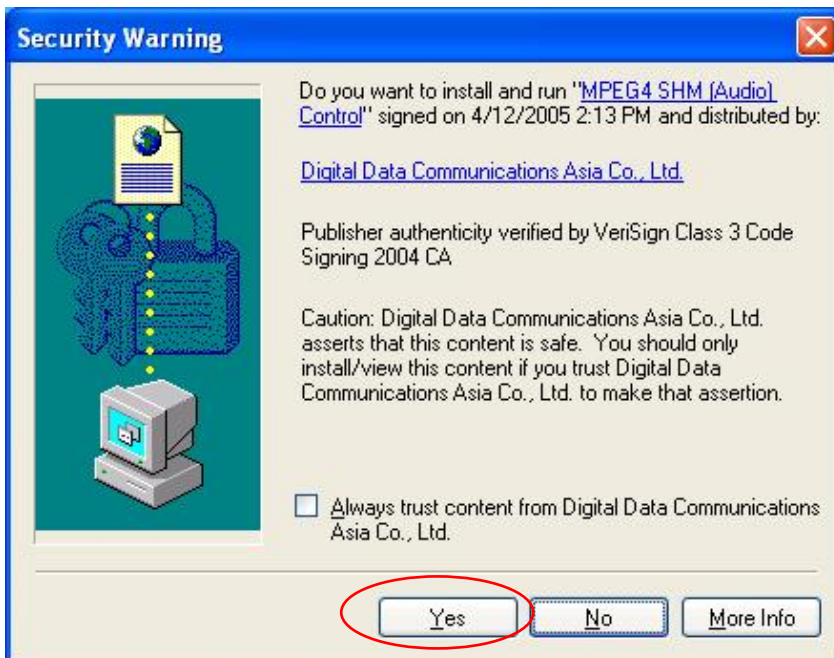 Security Warning
Do you want to install and run "MPEG4 SHM (Audio)
Control" signed on 4/12/2005 2:13 PM and distributed by:
Digital Data Communications Asia Co., Ltd.
Publisher authenticity verified by VeriSign Class 3 Code
Signing 2004 CA
Caution: Digital Data Communications Asia Co., Ltd.
asserts that this content is safe.  You should only
install/view this content if you trust Digital Data
Communications Asia Co., Ltd. to make that assertion.
Always trust content from Digital Data Communications
Asia Co., Ltd.
Yes
No
More Info